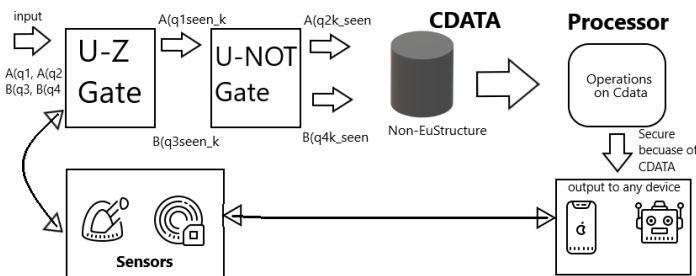 input
A(q1, A(q2
B(q3, B(q4
U-Z
Gate
A(q1seen_k
B(q3seen_k
U-NOT
Gate
A(q2k_seen
B(q4k_seen
CDATA
Non-EuStructure
Processor
Operations
on Cdata
Secure
becuase of
CDATA
output to any device
Sensors